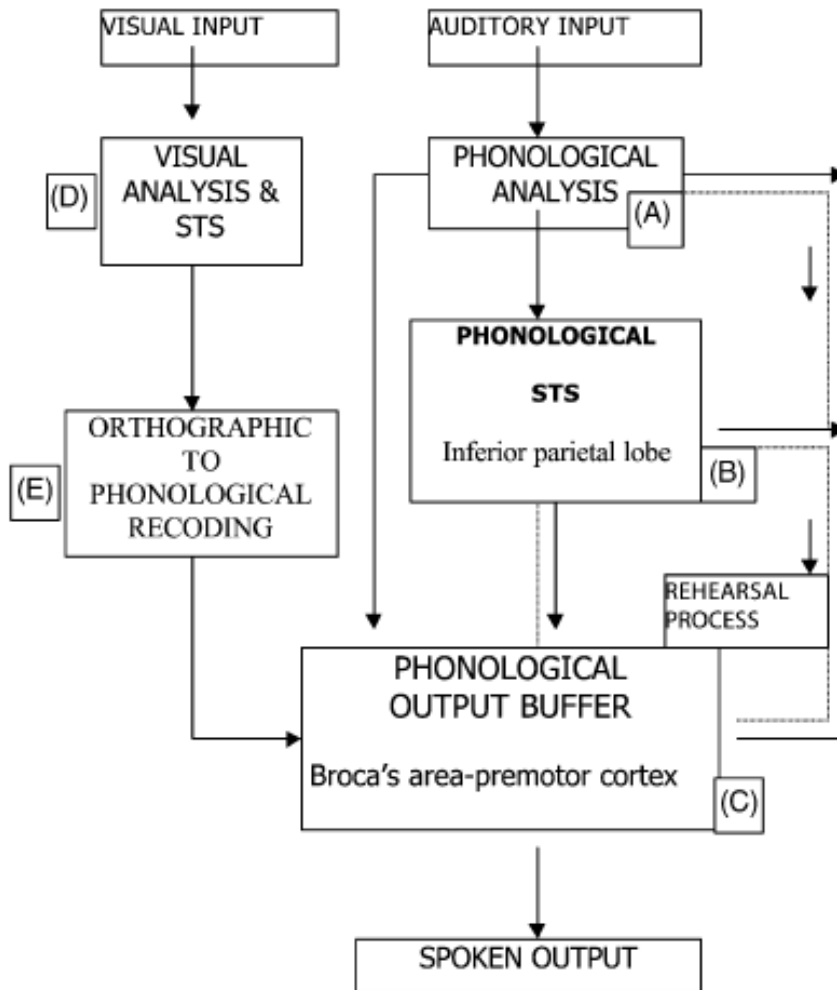 VISUAL INPUT
AUDITORY INPUT
(D)
VISUAL
ANALYSIS &
STS
PHONOLOGICAL
ANALYSIS
(A)
PHONOLOGICAL
STS
Inferior parietal lobe
(B)
(E)
ORTHOGRAPHIC
TO
PHONOLOGICAL
RECODING
REHEARSAL
PROCESS
PHONOLOGICAL
OUTPUT BUFFER
Broca's area-premotor cortex
(C)
SPOKEN OUTPUT